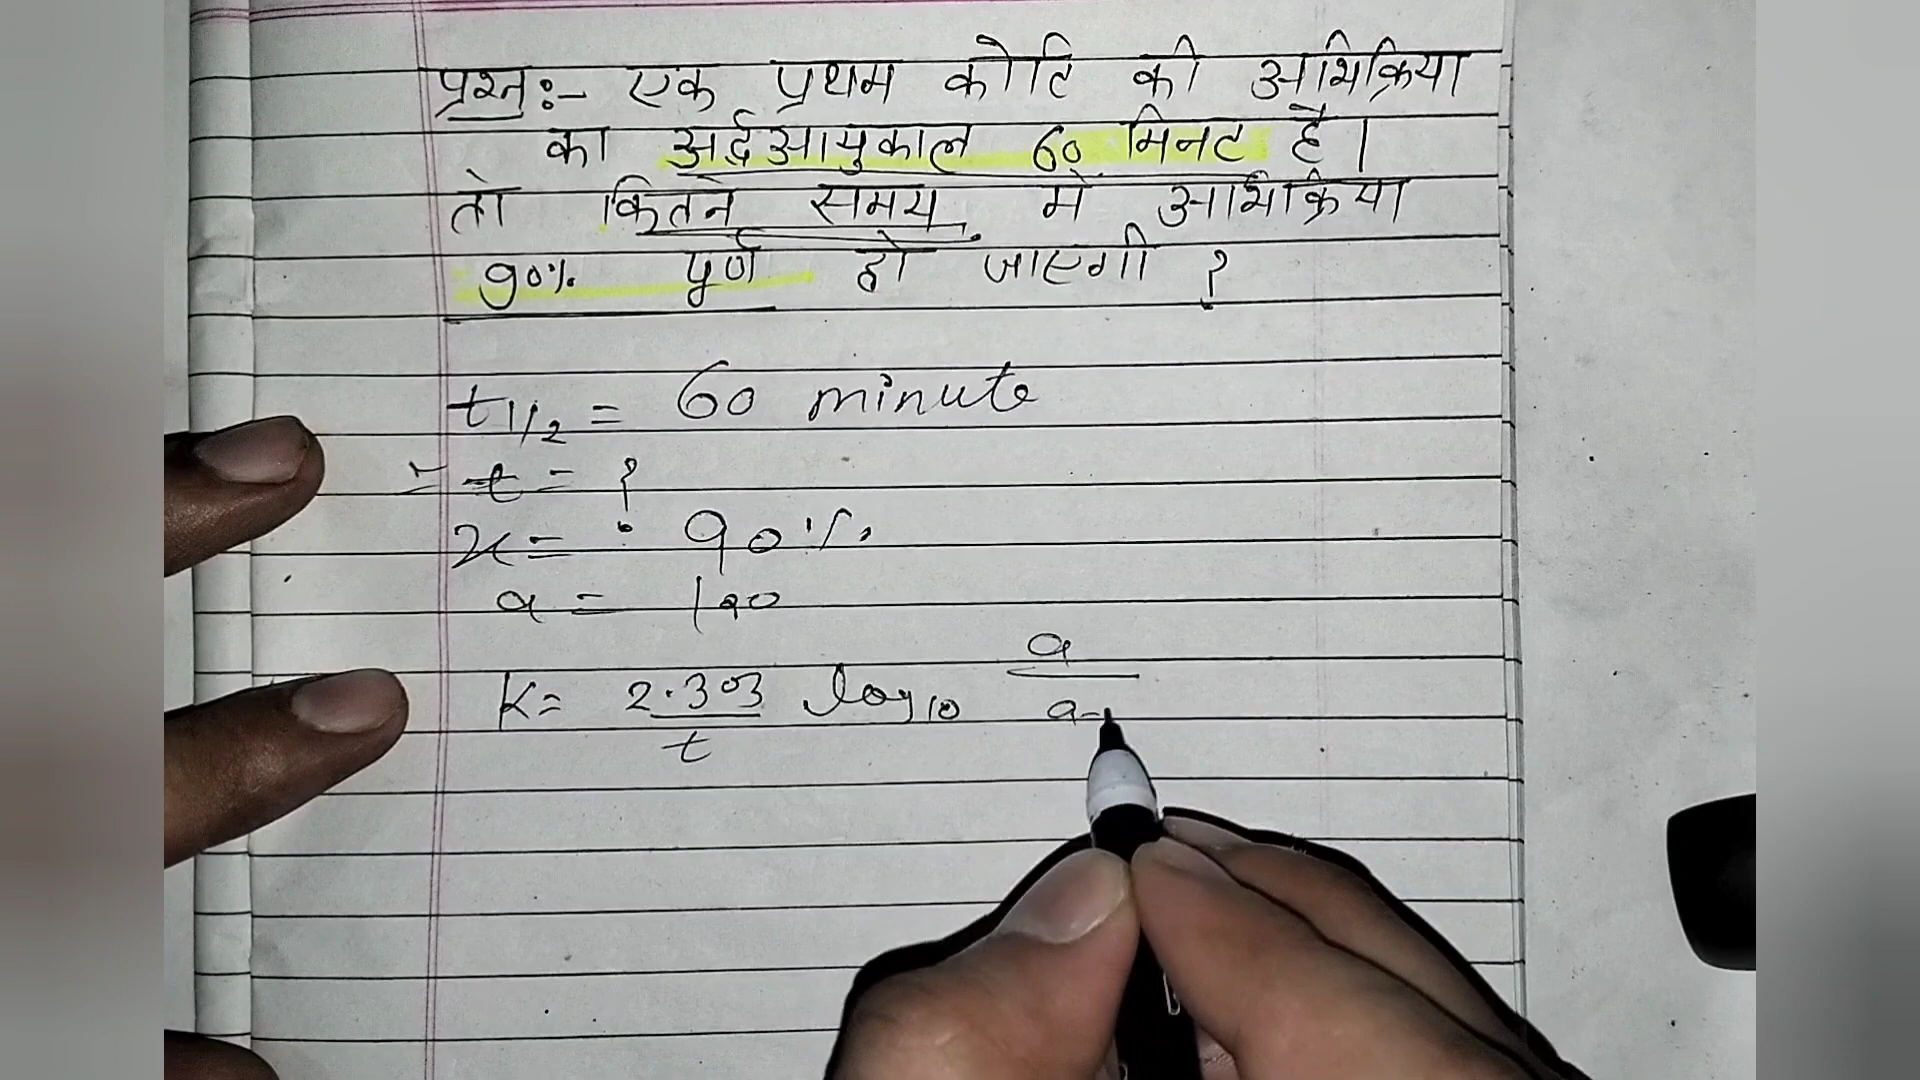 प्रश्न:- एक प्रथम कोटि की अभिक्रिया
का अर्द्धआयुकाल 60 मिनट है।
तो कितने समय में अभिक्रिया
90% पूर्ण हो जाएगी ?
t1/2 = 60 minute
= t = ?
x = 90%
a = 100
K = 2.303/t log10 a/a-